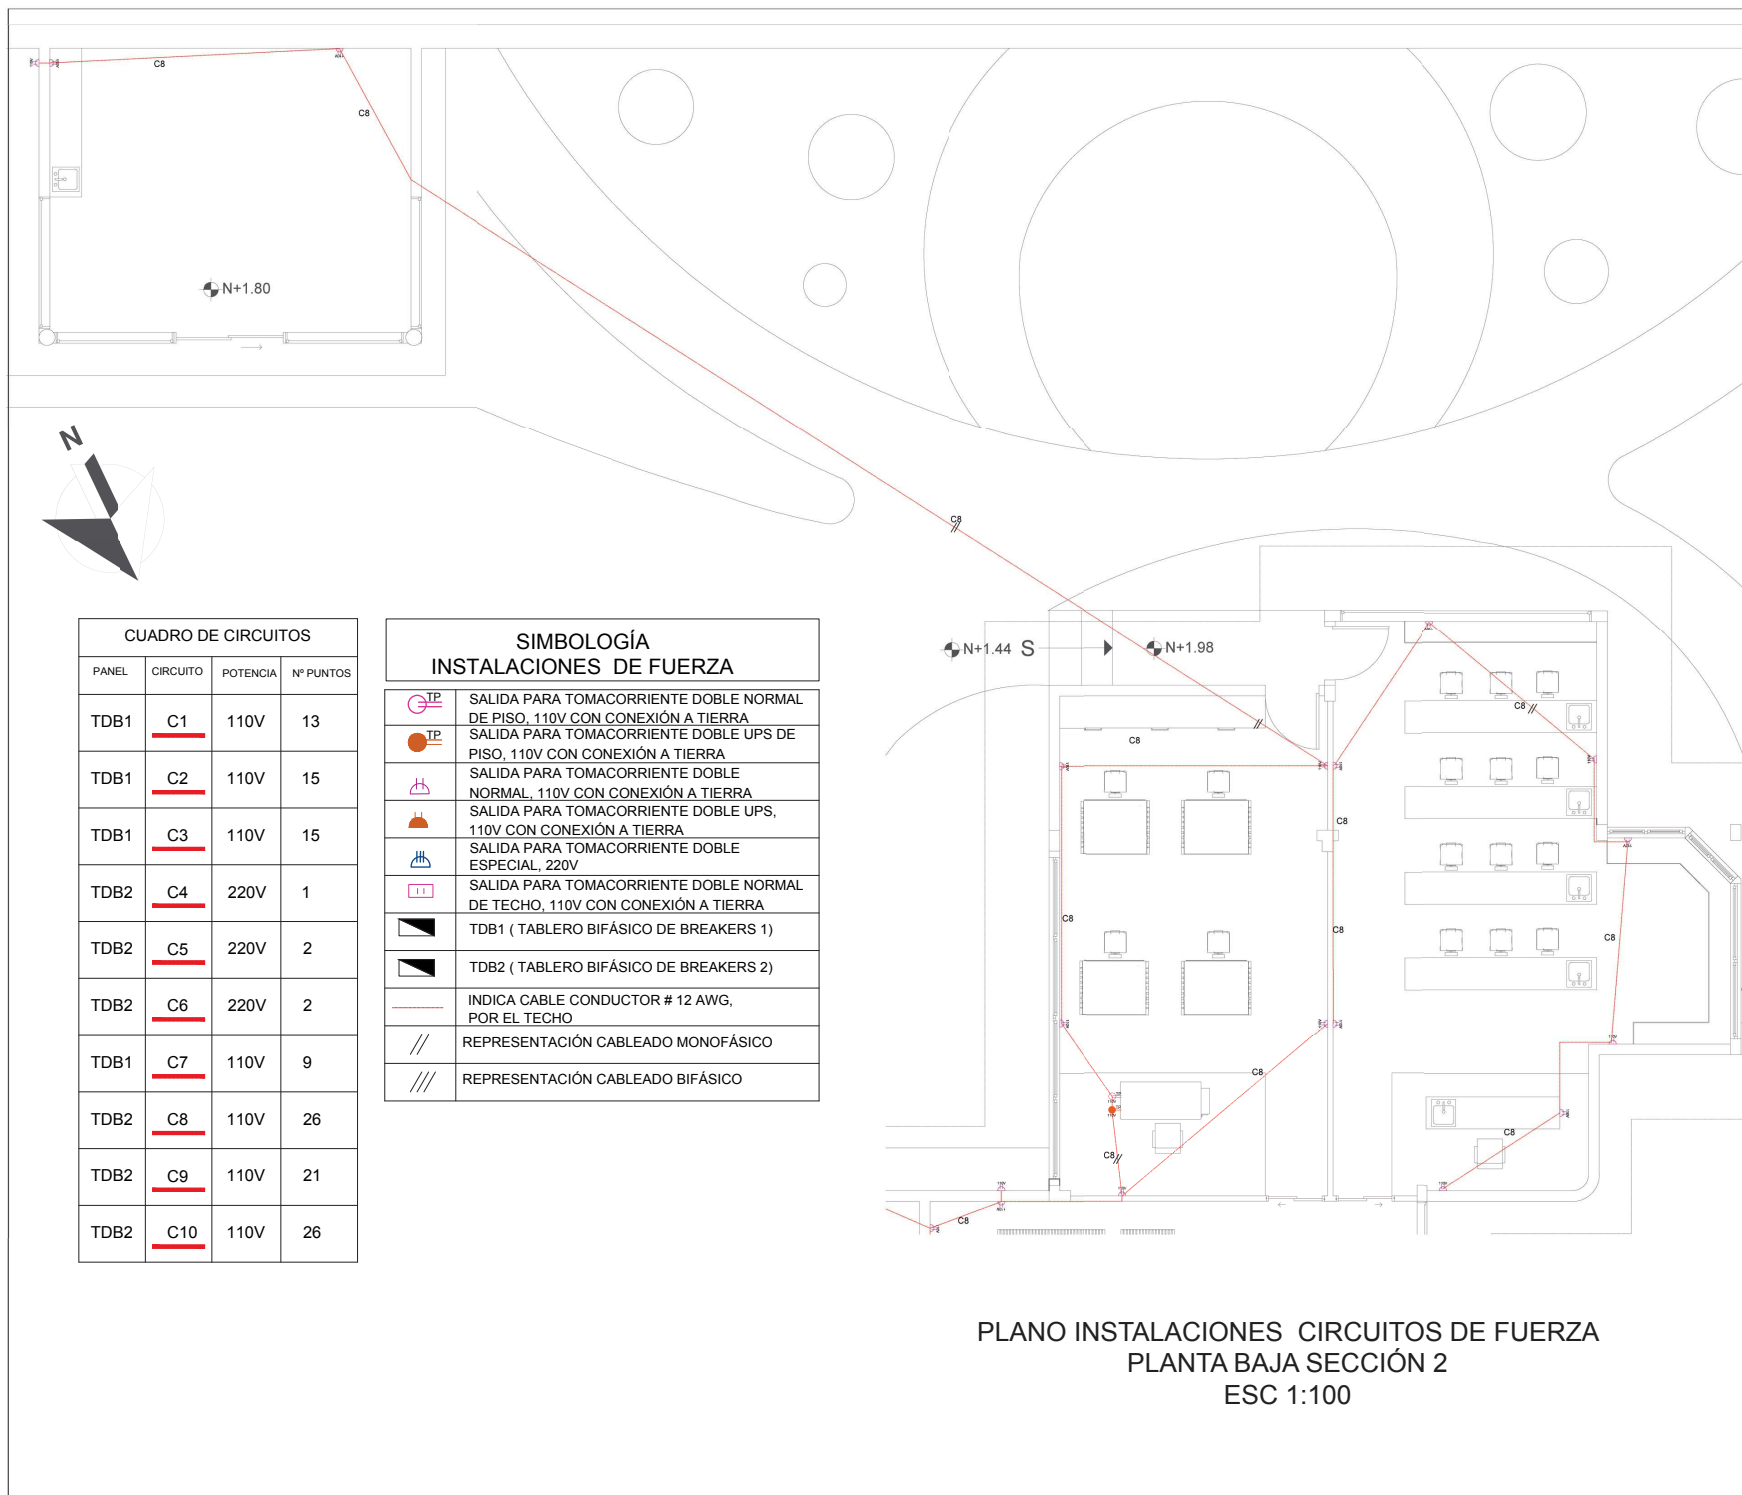 C8
C8
N+1.80
N
C8
N+1.44 S
N+1.98
C8
C8
C8
C8
C8
C8
C8
C8
C8
C8
C8
CUADRO DE CIRCUITOS
PANEL CIRCUITO POTENCIA Nº PUNTOS
TDB1 C1 110V 13
TDB1 C2 110V 15
TDB1 C3 110V 15
TDB2 C4 220V 1
TDB2 C5 220V 2
TDB2 C6 220V 2
TDB1 C7 110V 9
TDB2 C8 110V 26
TDB2 C9 110V 21
TDB2 C10 110V 26
SIMBOLOGÍA
INSTALACIONES DE FUERZA
TP
SALIDA PARA TOMACORRIENTE DOBLE NORMAL
DE PISO, 110V CON CONEXIÓN A TIERRA
TP
SALIDA PARA TOMACORRIENTE DOBLE UPS DE
PISO, 110V CON CONEXIÓN A TIERRA
SALIDA PARA TOMACORRIENTE DOBLE
NORMAL, 110V CON CONEXIÓN A TIERRA
SALIDA PARA TOMACORRIENTE DOBLE UPS,
110V CON CONEXIÓN A TIERRA
SALIDA PARA TOMACORRIENTE DOBLE
ESPECIAL, 220V
SALIDA PARA TOMACORRIENTE DOBLE NORMAL
DE TECHO, 110V CON CONEXIÓN A TIERRA
TDB1 ( TABLERO BIFÁSICO DE BREAKERS 1)
TDB2 ( TABLERO BIFÁSICO DE BREAKERS 2)
INDICA CABLE CONDUCTOR # 12 AWG,
POR EL TECHO
REPRESENTACIÓN CABLEADO MONOFÁSICO
REPRESENTACIÓN CABLEADO BIFÁSICO
PLANO INSTALACIONES CIRCUITOS DE FUERZA
PLANTA BAJA SECCIÓN 2
ESC 1:100